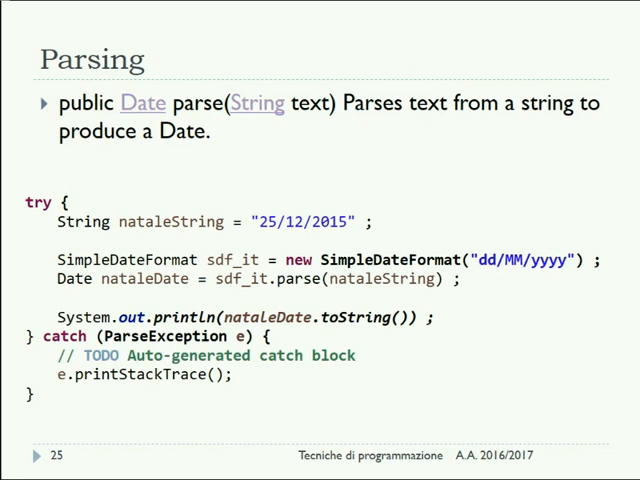 Parsing
public Date parse(String text) Parses text from a string to
produce a Date.
try {
String nataleString = "25/12/2015" ;
SimpleDateFormat sdf_it = new SimpleDateFormat("dd/MM/yyyy") ;
Date nataleDate = sdf_it.parse(nataleString) ;
System.out.println(nataleDate.toString()) ;
} catch (ParseException e) {
// TODO Auto-generated catch block
e.printStackTrace();
}
25 Tecniche di programmazione A.A. 2016/2017